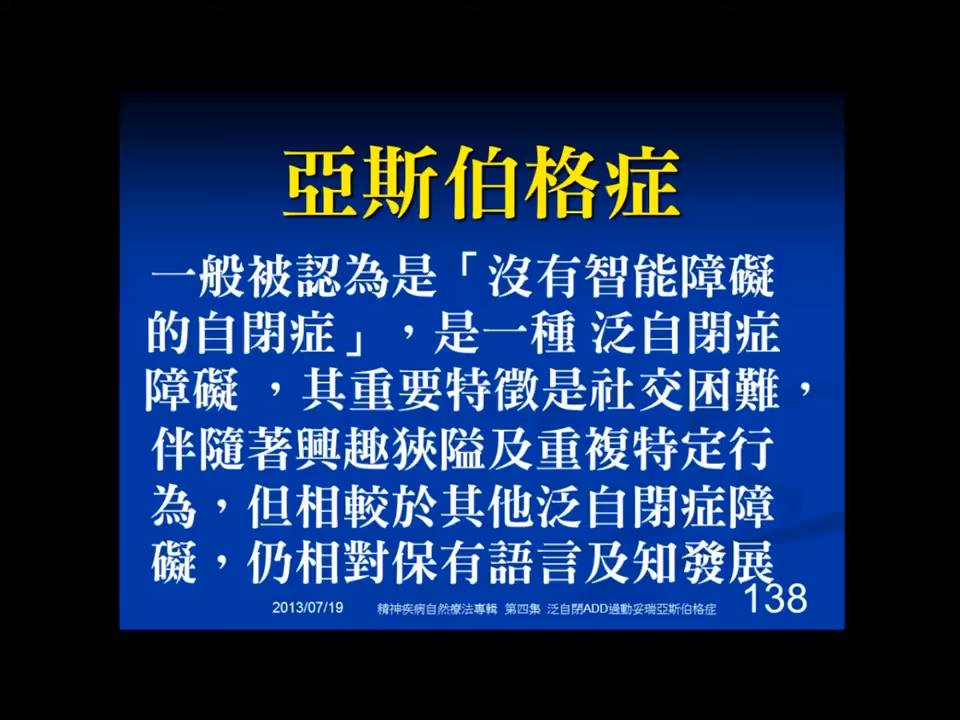 亞斯伯格症
一般被認為是「沒有智能障礙
的自閉症」，是一種 泛自閉症
障礙 ，其重要特徵是社交困難，
伴隨著興趣狹隘及重複特定行
為，但相較於其他泛自閉症障
礙，仍相對保有語言及知發展
2013/07/19 精神疾病自然療法專輯 第四集 泛自閉ADD過動妥瑞亞斯伯格症 138